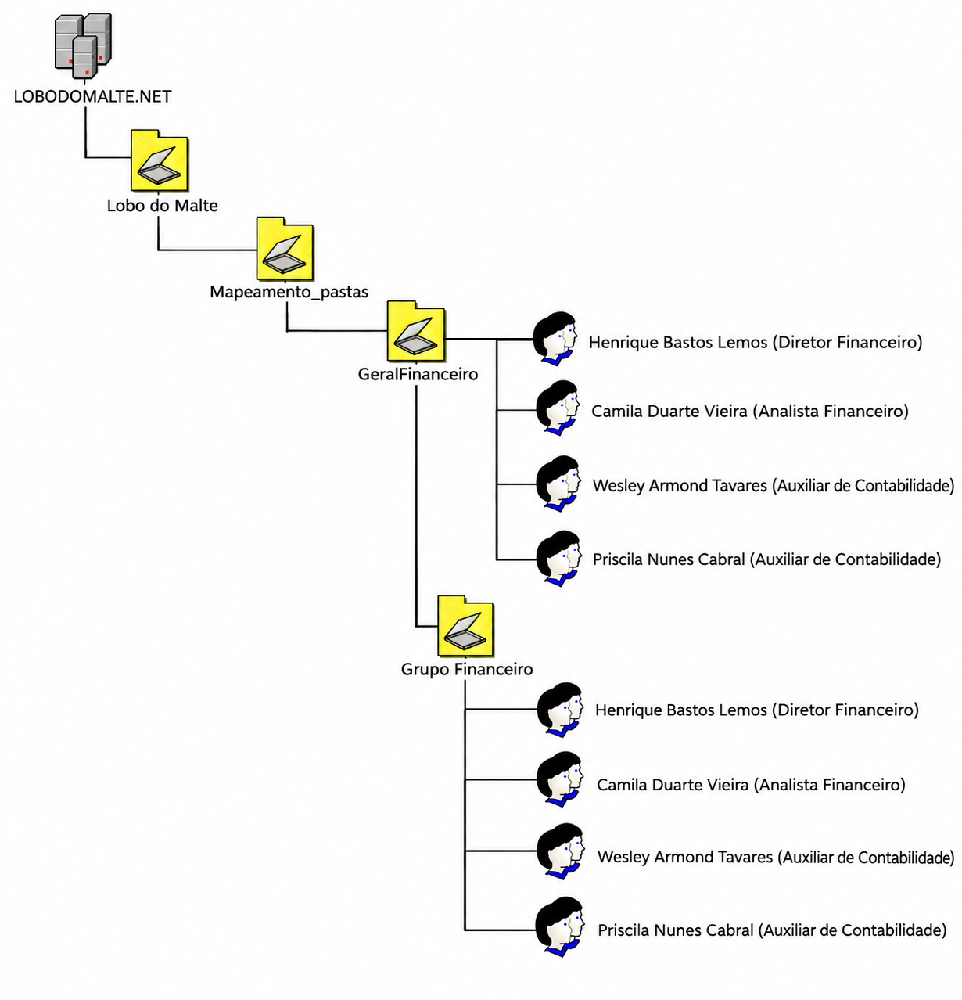 LOBODOMALTE.NET
Lobo do Malte
Mapeamento_pastas
GeralFinanceiro
Henrique Bastos Lemos (Diretor Financeiro)
Camila Duarte Vieira (Analista Financeiro)
Wesley Armond Tavares (Auxiliar de Contabilidade)
Priscila Nunes Cabral (Auxiliar de Contabilidade)
Grupo Financeiro
Henrique Bastos Lemos (Diretor Financeiro)
Camila Duarte Vieira (Analista Financeiro)
Wesley Armond Tavares (Auxiliar de Contabilidade)
Priscila Nunes Cabral (Auxiliar de Contabilidade)